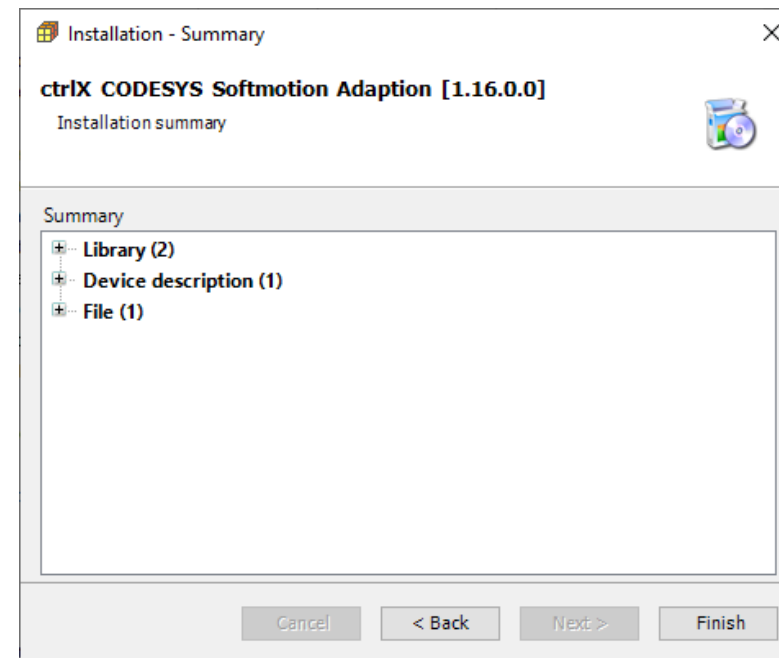 Installation - Summary
ctrlX CODESYS Softmotion Adaption [1.16.0.0]
Installation summary
Summary
Library (2)
Device description (1)
File (1)
Cancel
< Back
Next >
Finish